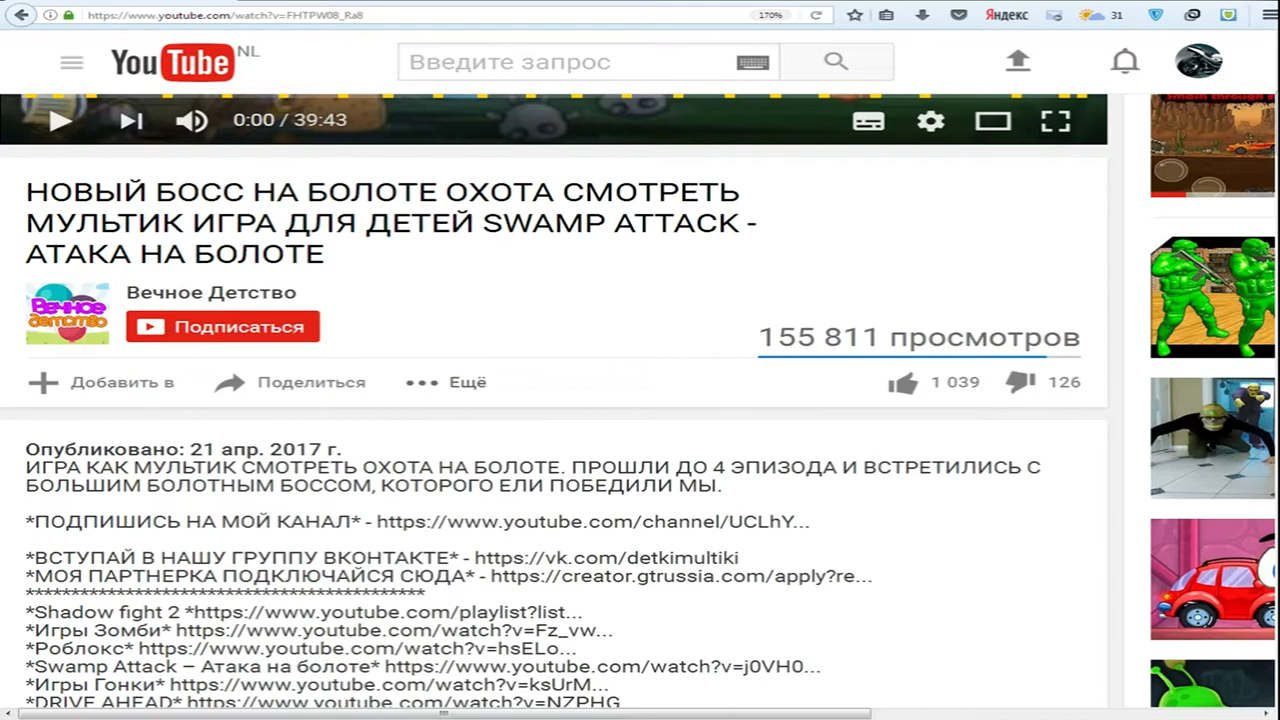 https://www.youtube.com/watch?v=FHTPW08_Ra8
170%
Яндекс
31
YouTube NL
Введите запрос
0:00 / 39:43
НОВЫЙ БОСС НА БОЛОТЕ ОХОТА СМОТРЕТЬ
МУЛЬТИК ИГРА ДЛЯ ДЕТЕЙ SWAMP ATTACK -
АТАКА НА БОЛОТЕ
Вечное Детство
Вечное
детство
Подписаться
155 811 просмотров
Добавить в
Поделиться
Ещё
1 039
126
Опубликовано: 21 апр. 2017 г.
ИГРА КАК МУЛЬТИК СМОТРЕТЬ ОХОТА НА БОЛОТЕ. ПРОШЛИ ДО 4 ЭПИЗОДА И ВСТРЕТИЛИСЬ С
БОЛЬШИМ БОЛОТНЫМ БОССОМ, КОТОРОГО ЕЛИ ПОБЕДИЛИ МЫ.
*ПОДПИШИСЬ НА МОЙ КАНАЛ* - https://www.youtube.com/channel/UCLhY...
*ВСТУПАЙ В НАШУ ГРУППУ ВКОНТАКТЕ* - https://vk.com/detkimultiki
*МОЯ ПАРТНЕРКА ПОДКЛЮЧАЙСЯ СЮДА* - https://creator.gtrussia.com/apply?re...
******************************************
*Shadow fight 2 *https://www.youtube.com/playlist?list...
*Игры Зомби* https://www.youtube.com/watch?v=Fz_vw...
*Роблокс* https://www.youtube.com/watch?v=hsELo...
*Swamp Attack – Атака на болоте* https://www.youtube.com/watch?v=j0VH0...
*Игры Гонки* https://www.youtube.com/watch?v=ksUrM...
*DRIVE AHEAD* https://www.youtube.com/watch?v=NZPHG